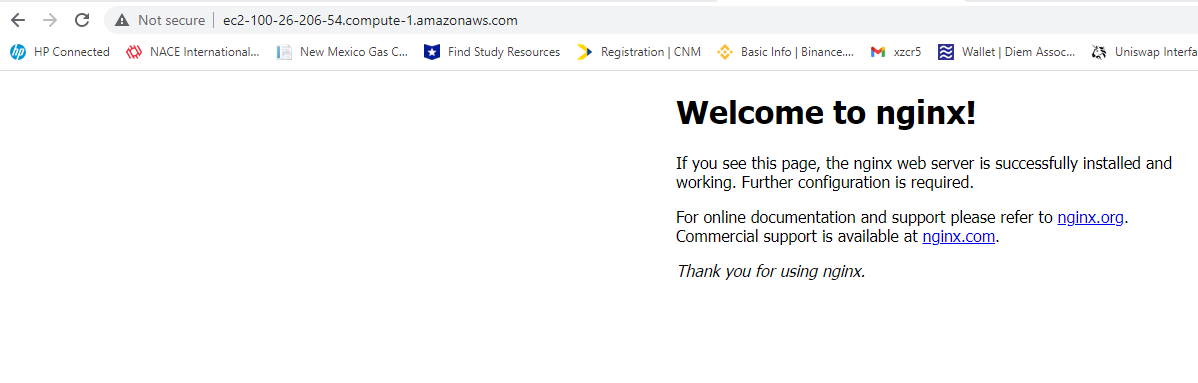 Not secure | ec2-100-26-206-54.compute-1.amazonaws.com
hp HP Connected NACE International... New Mexico Gas C... Find Study Resources Registration | CNM Basic Info | Binance.... xzcr5 Wallet | Diem Assoc... Uniswap Interfa
Welcome to nginx!
If you see this page, the nginx web server is successfully installed and
working. Further configuration is required.
For online documentation and support please refer to nginx.org.
Commercial support is available at nginx.com.
Thank you for using nginx.